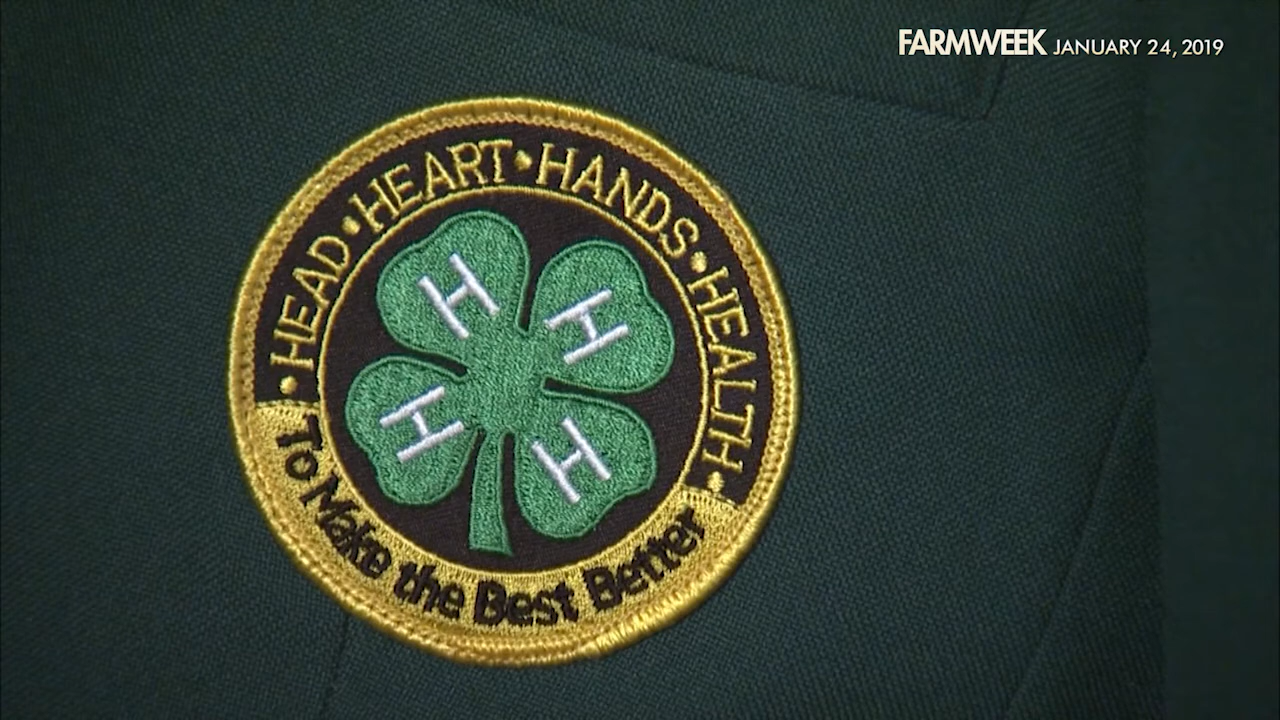 FARMWEEK JANUARY 24, 2019
•HEAD•HEART•HANDS•HEALTH•
H H
H H
To Make the Best Better